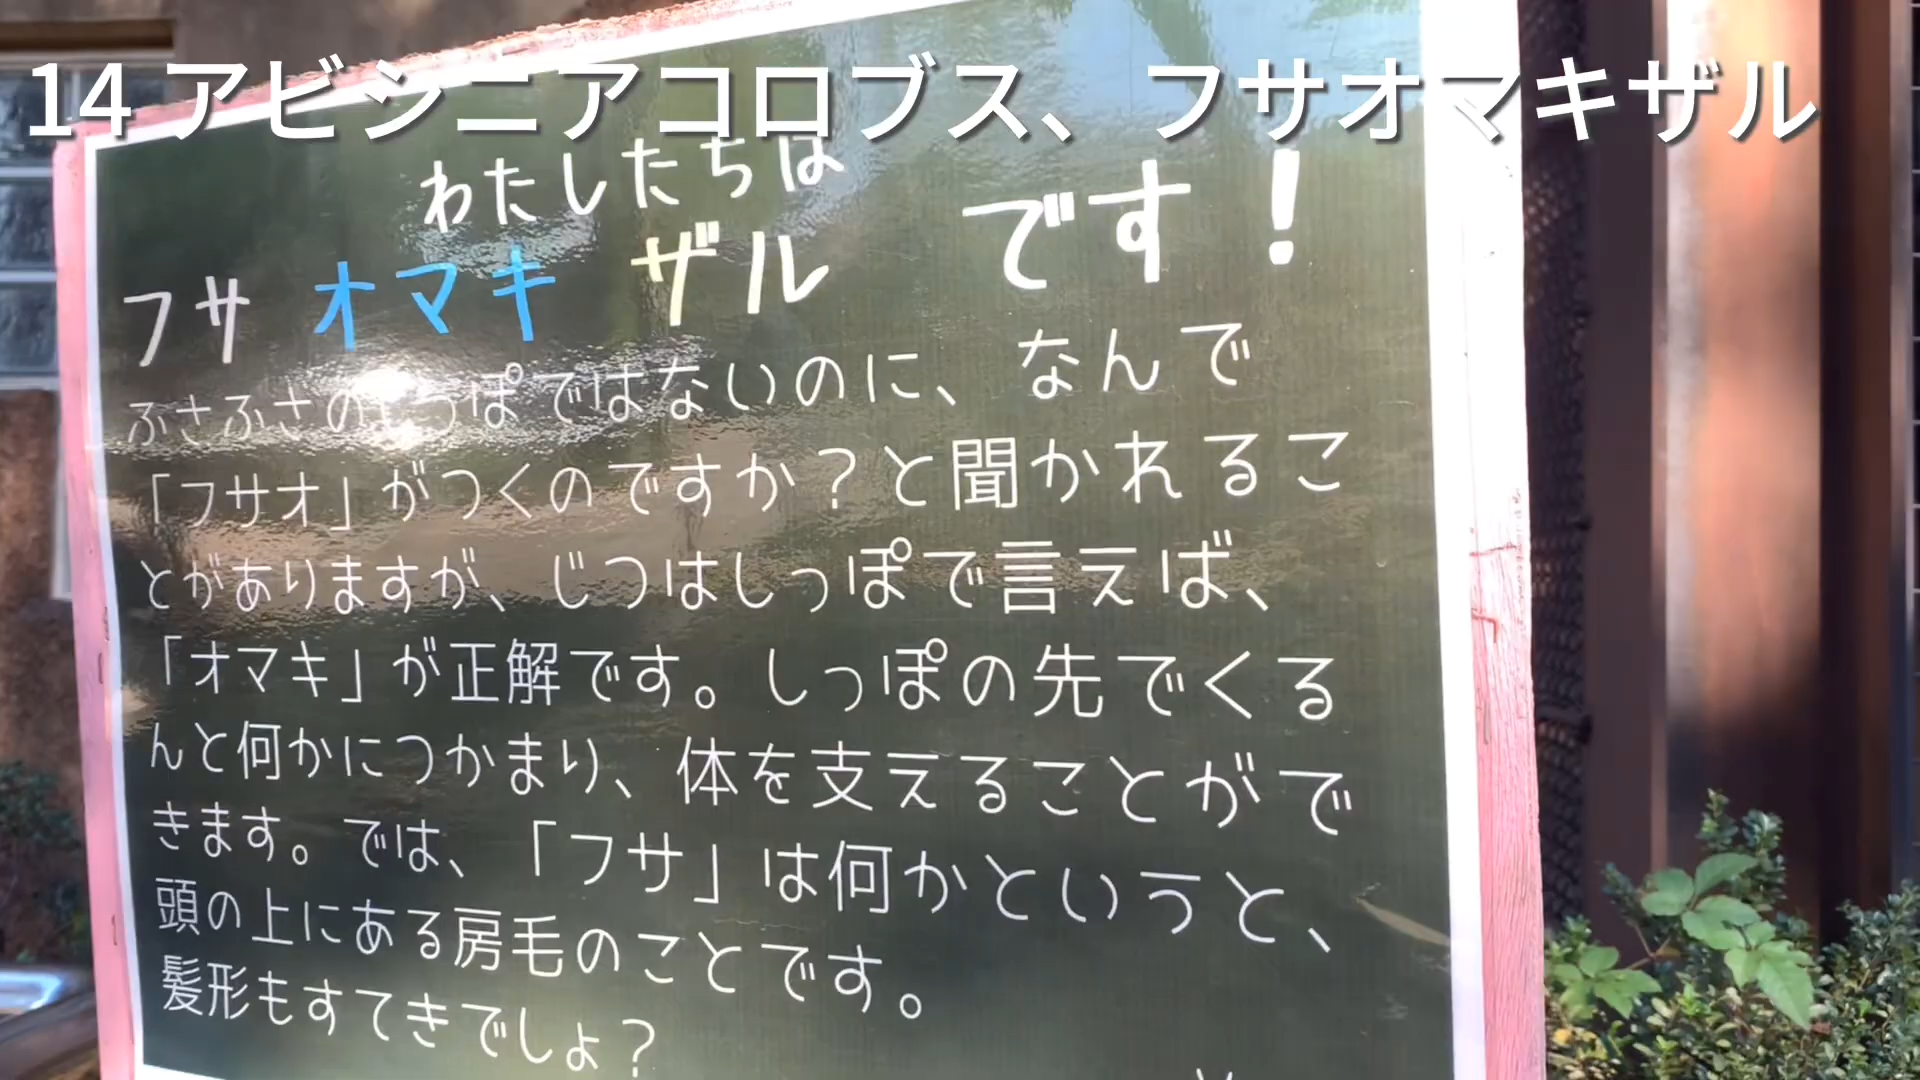 14 アビシニアコロブス、フサオマキザル
わたしたちは
フサ オマキ ザル です！
ふさふさのしっぽではないのに、なんで
「フサオ」がつくのですか？と聞かれるこ
とがありますが、じつはしっぽで言えば、
「オマキ」が正解です。しっぽの先でくる
んと何かにつかまり、体を支えることがで
きます。では、「フサ」は何かというと、
頭の上にある房毛のことです。
髪形もすてきでしょ？